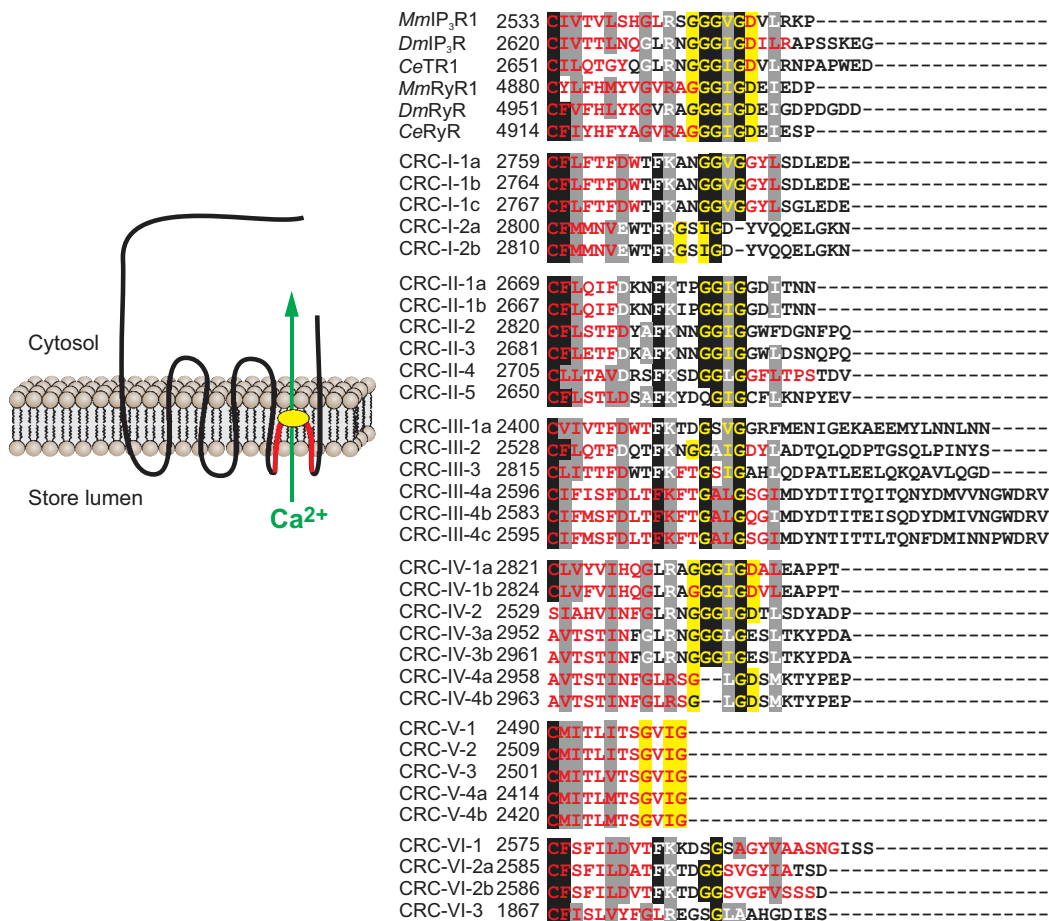 MmIP3R1 2533 CIVTVLSHGLRSGGGVGDVLRKP--------------------
DmIP3R 2620 CIVTTLNQGLRNGGGIGDILRAPSSKEG---------------
CeTR1 2651 CILQTGYQGLRNGGGIGDVLRNPAPWED---------------
MmRyR1 4880 CYLFHMYVGVRAGGGIGDEIEDP--------------------
DmRyR 4951 CFVFHLYKGVRAGGGIGDEIGDPDGDD----------------
CeRyR 4914 CFIYHFYAGVRAGGGIGDEIESP--------------------
CRC-I-1a 2759 CFLFTFDWTFKANGGVGGYLSDLEDE-----------------
CRC-I-1b 2764 CFLFTFDWTFKANGGVGGYLSDLEDE-----------------
CRC-I-1c 2767 CFLFTFDWTFKANGGVGGYLSGLEDE-----------------
CRC-I-2a 2800 CFMMNVEWTFRGSIGD-YVQQELGKN-----------------
CRC-I-2b 2810 CFMMNVEWTFRGSIGD-YVQQELGKN-----------------
CRC-II-1a 2669 CFLQIFDKNFKTPGGIGGDITNN--------------------
CRC-II-1b 2667 CFLQIFDKNFKIPGGIGGDITNN--------------------
CRC-II-2 2820 CFLSTFDYAFKNNGGIGGWFDGNFPQ-----------------
CRC-II-3 2681 CFLETFDKAFKNNGGIGGWLDSNQPQ-----------------
CRC-II-4 2705 CLLTAVDRSFKSDGGLGGFLTPSTDV-----------------
CRC-II-5 2650 CFLSTLDSAFKYDQGIGCFLKNPYEV-----------------
Cytosol
CRC-III-1a 2400 CVIVTFDWTFKTDGSVGGRFMENIGEKAEEMYLNNLNN-----
CRC-III-2 2820 CFLQTFDQTFKNGGAIGDYLADTQLQDPTGSQLPINYS-----
CRC-III-3 2815 CLITTFDWTFKFTGSIGAHLQDPATLEELQKQAVLQGD-----
CRC-III-4a 2596 CIFISFDLTFKFTGALGSGIMDYDTITQITQNYDMVVNGWDRV
CRC-III-4b 2583 CIFMSFDLTFKFTGALGQGIMDYDTITEISQDYDMIVNGWDRV
CRC-III-4c 2595 CIFMSFDLTFKFTGALGSGIMDYNTITTLTQNFDMINNPWDRV
Store lumen
Ca2+
CRC-IV-1a 2821 CLVYVIHQGLRAGGGIGDALEAPPT------------------
CRC-IV-1b 2824 CLVFVIHQGLRAGGGIGDVLEAPPT------------------
CRC-IV-2 2529 SIAHVINFGLRNGGGIGDTLSDYADP-----------------
CRC-IV-3a 2952 AVTSTINFGLRNGGGLGESLTKYPDA-----------------
CRC-IV-3b 2961 AVTSTINFGLRNGGGIGESLTKYPDA-----------------
CRC-IV-4a 2958 AVTSTINFGLRSG--LGDSMKTYPEP-----------------
CRC-IV-4b 2963 AVTSTINFGLRSG--LGDSMKTYPEP-----------------
CRC-V-1 2490 CMITLITSGVIG-------------------------------
CRC-V-2 2509 CMITLITSGVIG-------------------------------
CRC-V-3 2501 CMITLVTSGVIG-------------------------------
CRC-V-4a 2414 CMITLMTSGVIG-------------------------------
CRC-V-4b 2420 CMITLMTSGVIG-------------------------------
CRC-VI-1 2575 CFSFILDVTFKKDSGSAGYVAASNGISS---------------
CRC-VI-2a 2585 CFSFILDATFKTDGGSVGYIATSD-------------------
CRC-VI-2b 2586 CFSFILDVTFKTDGGSVGFVSSSD-------------------
CRC-VI-3 1867 CFISLVYFGLREGSGLAAHGDIES-------------------